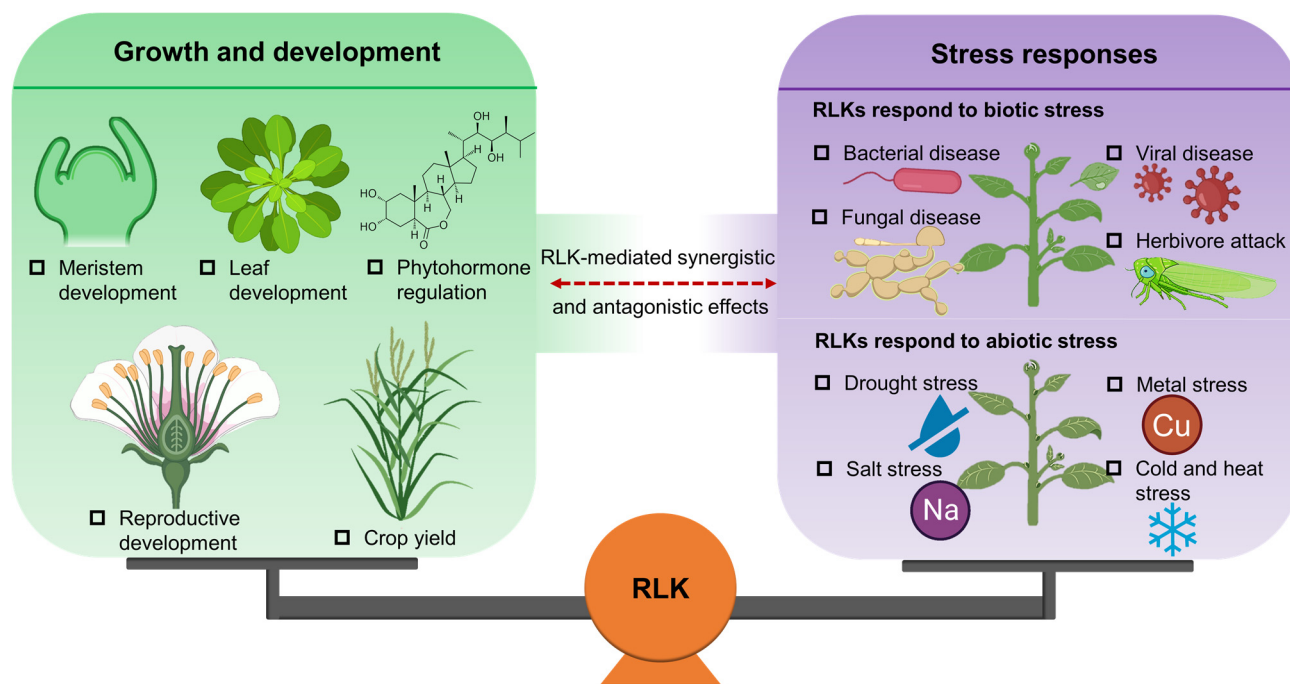 Growth and development
Meristem
development
Leaf
development
Phytohormone
regulation
OH
OH
HO
HO
H
H
H
H
H
O
O
Reproductive
development
Crop yield
RLK-mediated synergistic
and antagonistic effects
Stress responses
RLKs respond to biotic stress
Bacterial disease
Viral disease
Fungal disease
Herbivore attack
RLKs respond to abiotic stress
Drought stress
Metal stress
Cu
Salt stress
Na
Cold and heat
stress
RLK